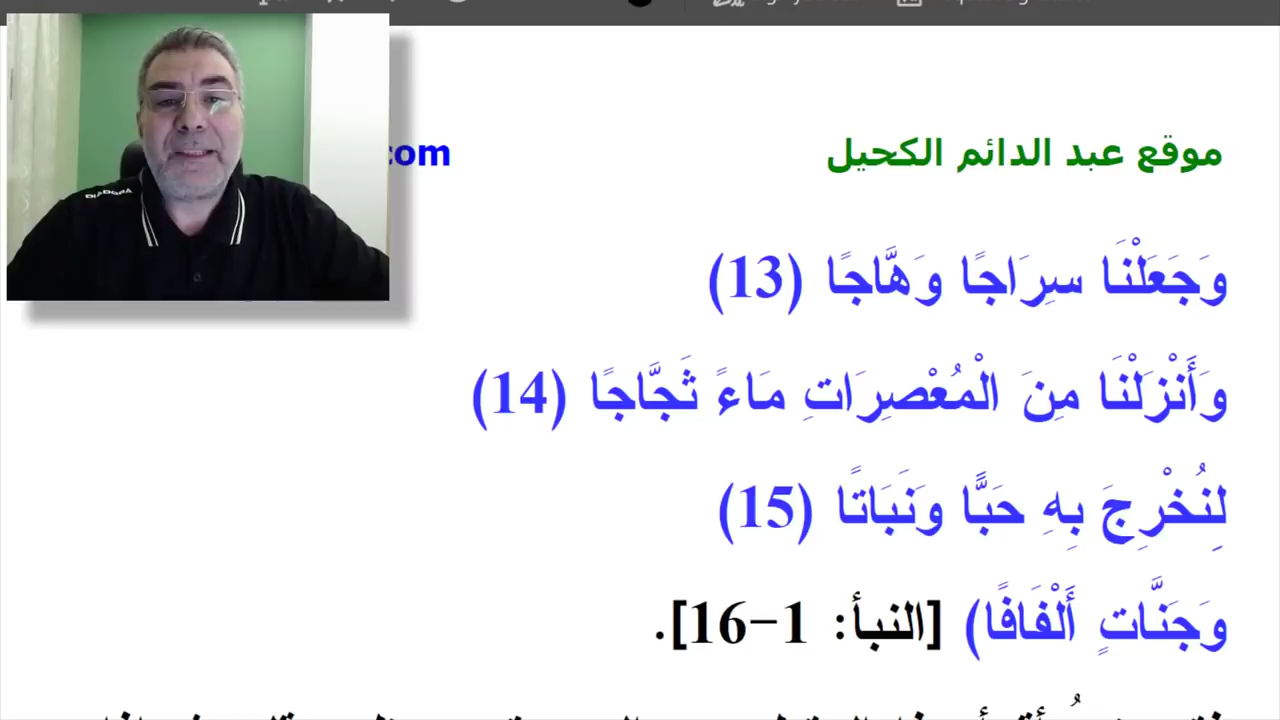 موقع عبد الدائم الكحيل
com
DIADORA
وَجَعَلْنَا سِرَاجًا وَهَّاجًا (13)
وَأَنْزَلْنَا مِنَ الْمُعْصِرَاتِ مَاءً ثَجَّاجًا (14)
لِنُخْرِجَ بِهِ حَبًّا وَنَبَاتًا (15)
وَجَنَّاتٍ أَلْفَافًا) [النبأ: 1-16].